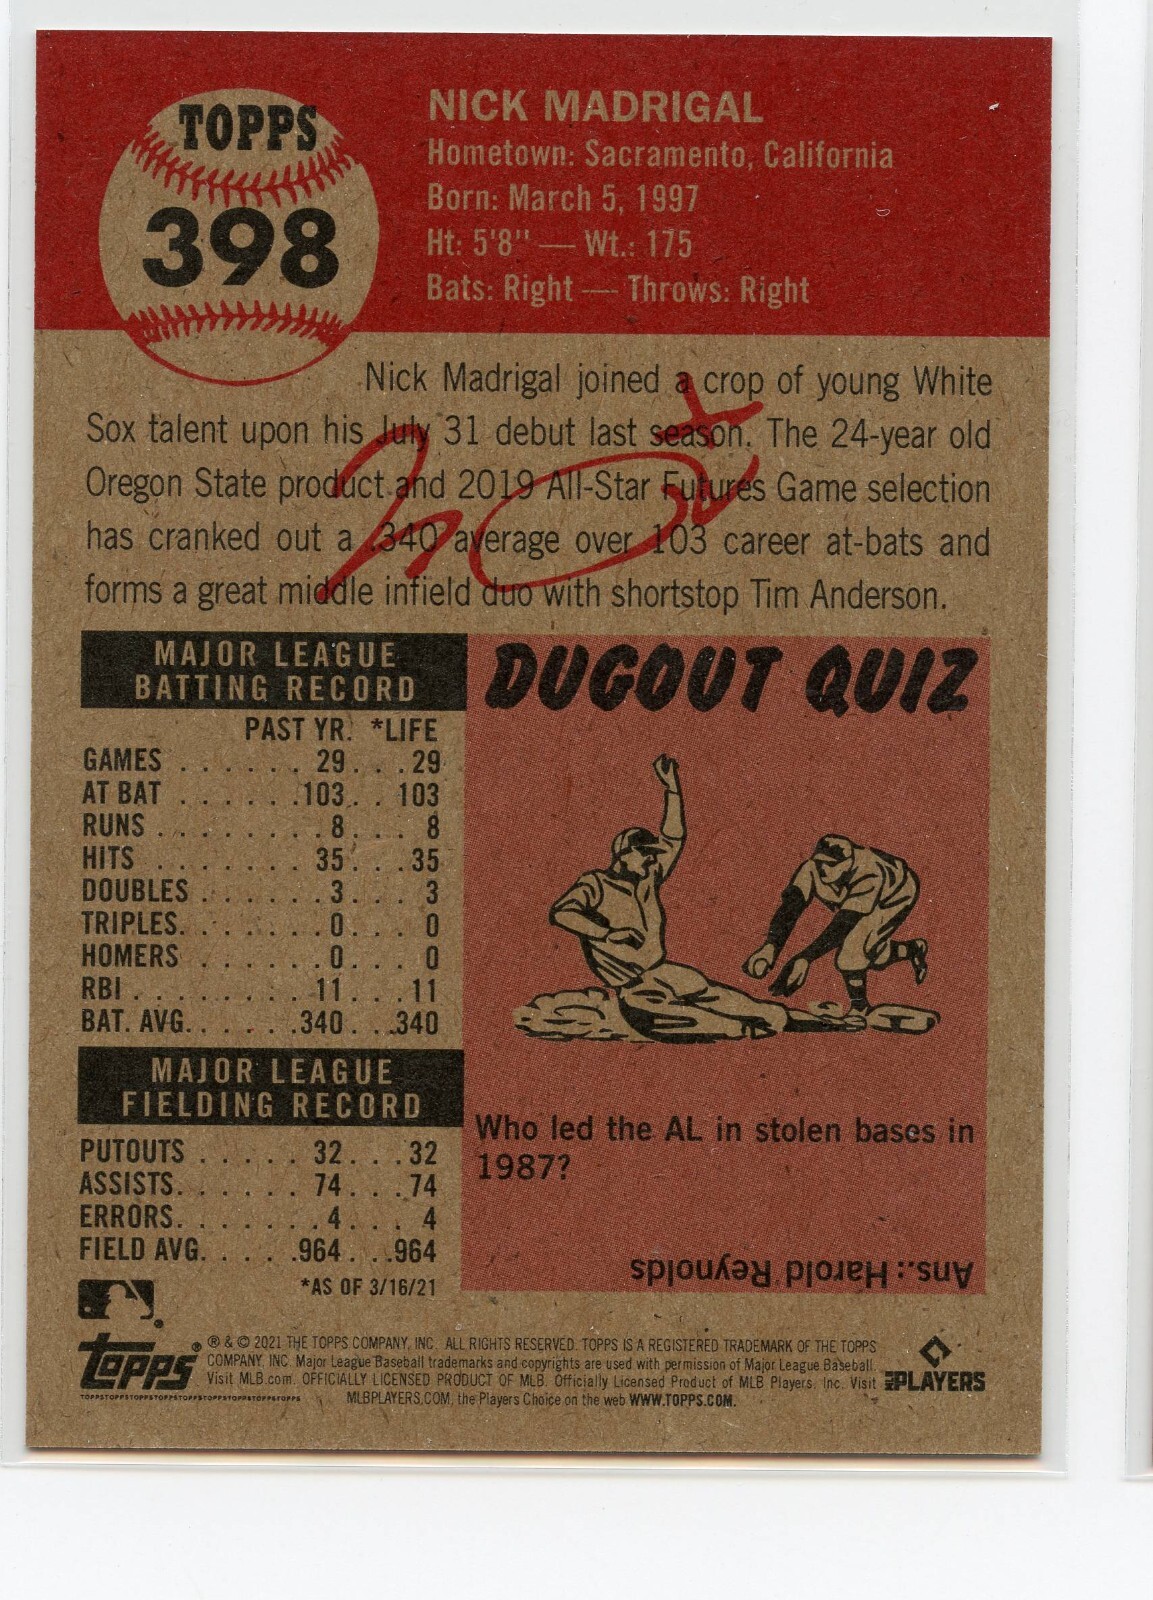 TOPPS
398
NICK MADRIGAL
Hometown: Sacramento, California
Born: March 5, 1997
Ht: 5'8" — Wt.: 175
Bats: Right — Throws: Right
Nick Madrigal joined a crop of young White
Sox talent upon his July 31 debut last season. The 24-year old
Oregon State product and 2019 All-Star Futures Game selection
has cranked out a .340 average over 103 career at-bats and
forms a great middle infield duo with shortstop Tim Anderson.
MAJOR LEAGUE
BATTING RECORD
PAST YR. *LIFE
GAMES . . . . . . 29. . . .29
AT BAT . . . . . .103. . . 103
RUNS . . . . . . . . 8. . . . 8
HITS . . . . . . . 35. . . .35
DOUBLES . . . . . . 3. . . . 3
TRIPLES. . . . . . . 0. . . . 0
HOMERS . . . . . .0. . . . 0
RBI . . . . . . . . 11. . . .11
BAT. AVG. . . . . .340. . .340
MAJOR LEAGUE
FIELDING RECORD
PUTOUTS . . . . . 32. . . .32
ASSISTS. . . . . . 74. . . .74
ERRORS. . . . . . . 4. . . . 4
FIELD AVG. . . . . .964. . .964
*AS OF 3/16/21
DUGOUT QUIZ
Who led the AL in stolen bases in
1987?
Ans.: Harold Reynolds
topps
TOPPSTOPPSTOPPSTOPPSTOPPSTOPPSTOPPSTOPPSTOPPS
® & © 2021 THE TOPPS COMPANY, INC. ALL RIGHTS RESERVED. TOPPS IS A REGISTERED TRADEMARK OF THE TOPPS
COMPANY, INC. Major League Baseball trademarks and copyrights are used with permission of Major League Baseball.
Visit MLB.com. OFFICIALLY LICENSED PRODUCT OF MLB. Officially Licensed Product of MLB Players, Inc. Visit
MLBPLAYERS.COM, the Players Choice on the web WWW.TOPPS.COM.
MLB PLAYERS